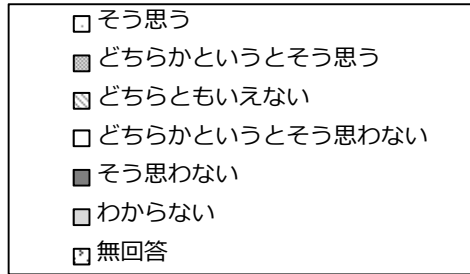 そう思う
どちらかというとそう思う
どちらともいえない
どちらかというとそう思わない
そう思わない
わからない
無回答